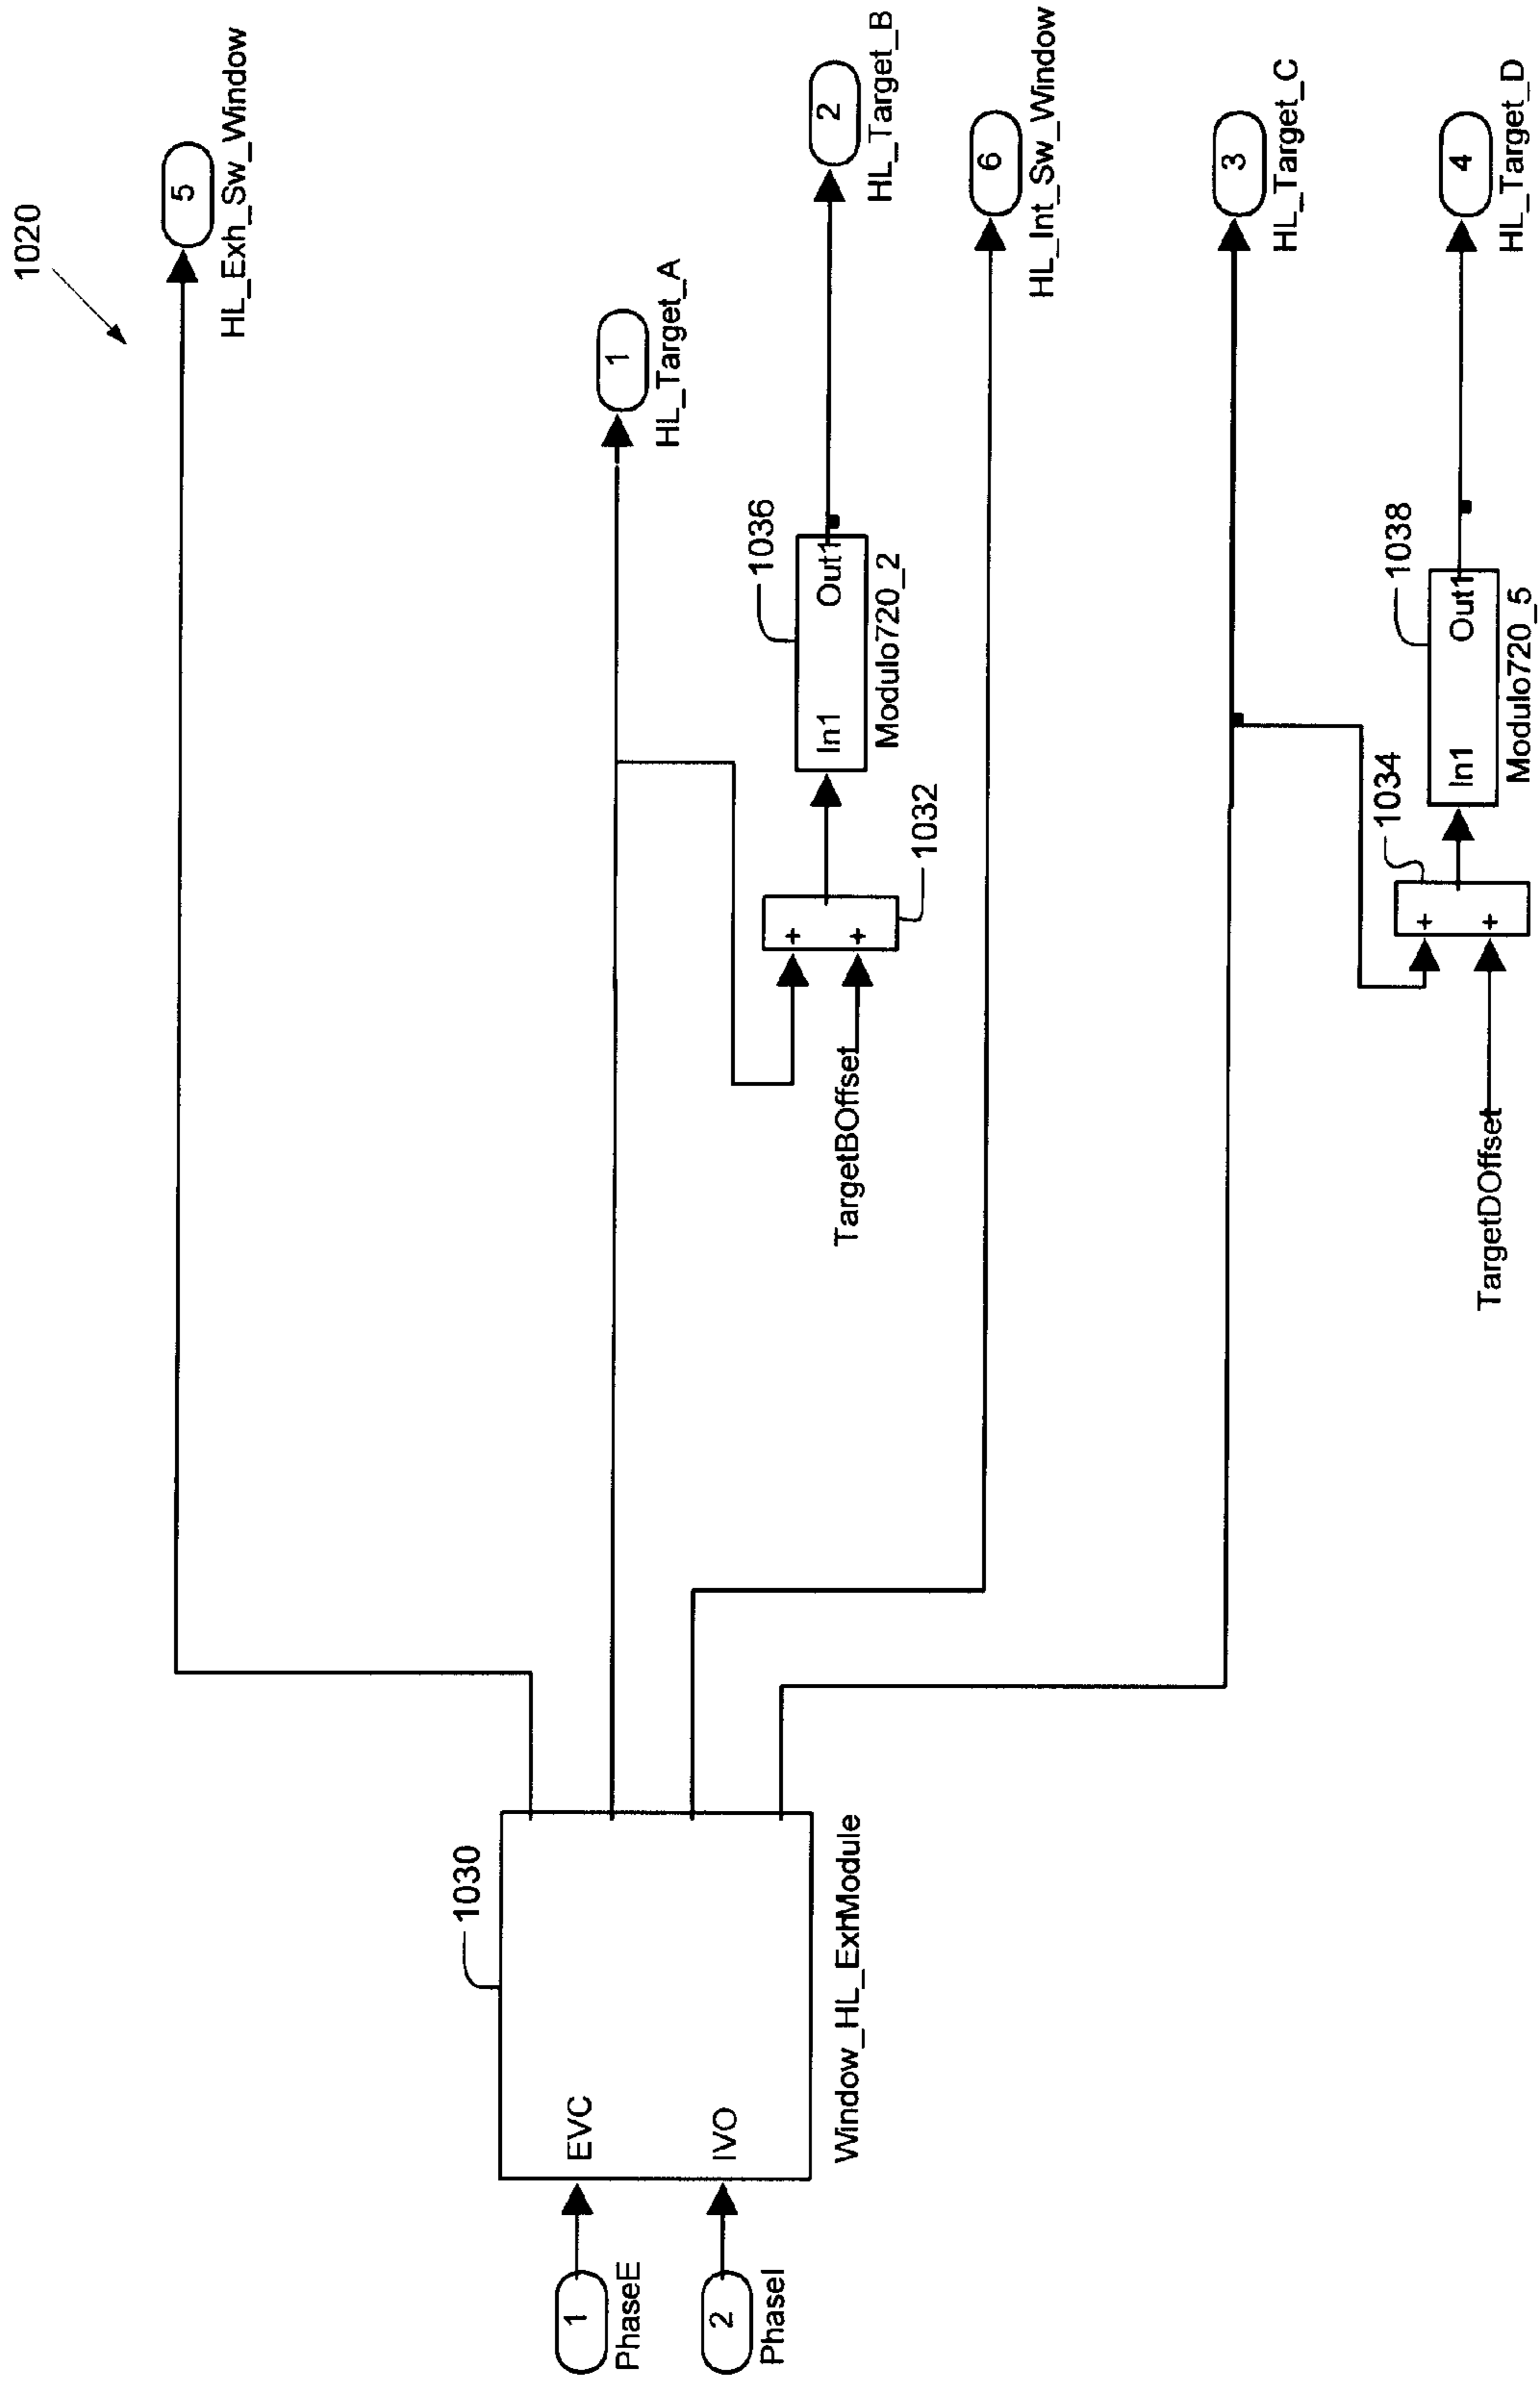 1020
5
HL_Exh_Sw_Window
1
HL_Target_A
1030
1036
2
HL_Target_B
In1
Out1
Modulo720_2
1
PhaseE
EVC
+
+
1032
TargetBOffset
2
PhaseI
IVO
Window_HL_ExhModule
6
HL_Int_Sw_Window
3
HL_Target_C
1034
1038
+
+
In1
Out1
Modulo720_5
4
HL_Target_D
TargetDOffset